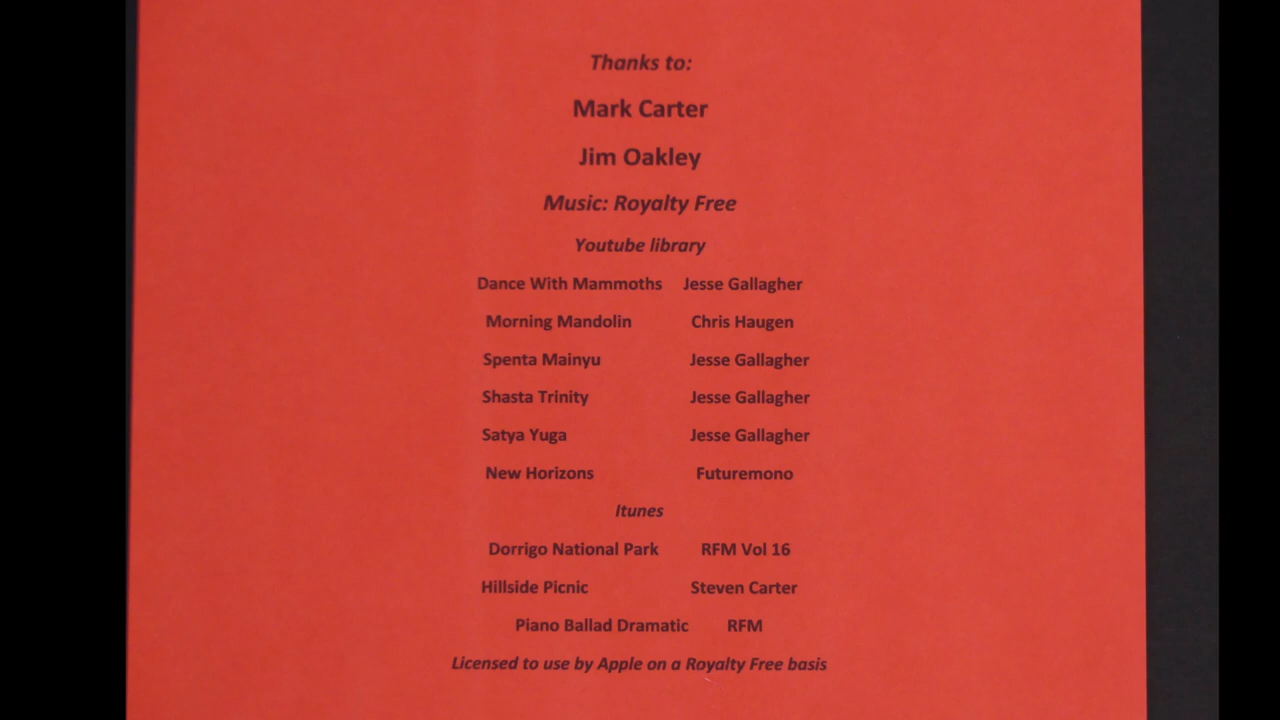 Thanks to:
Mark Carter
Jim Oakley
Music: Royalty Free
Youtube library
Dance With Mammoths Jesse Gallagher
Morning Mandolin Chris Haugen
Spenta Mainyu Jesse Gallagher
Shasta Trinity Jesse Gallagher
Satya Yuga Jesse Gallagher
New Horizons Futuremono
Itunes
Dorrigo National Park RFM Vol 16
Hillside Picnic Steven Carter
Piano Ballad Dramatic RFM
Licensed to use by Apple on a Royalty Free basis